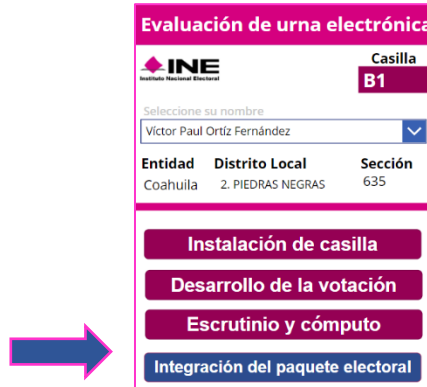 Evaluación de urna electrónica
INE
Instituto Nacional Electoral
Casilla
B1
Seleccione su nombre
Víctor Paul Ortíz Fernández
Entidad Distrito Local Sección
Coahuila 2. PIEDRAS NEGRAS 635
Instalación de casilla
Desarrollo de la votación
Escrutinio y cómputo
Integración del paquete electoral